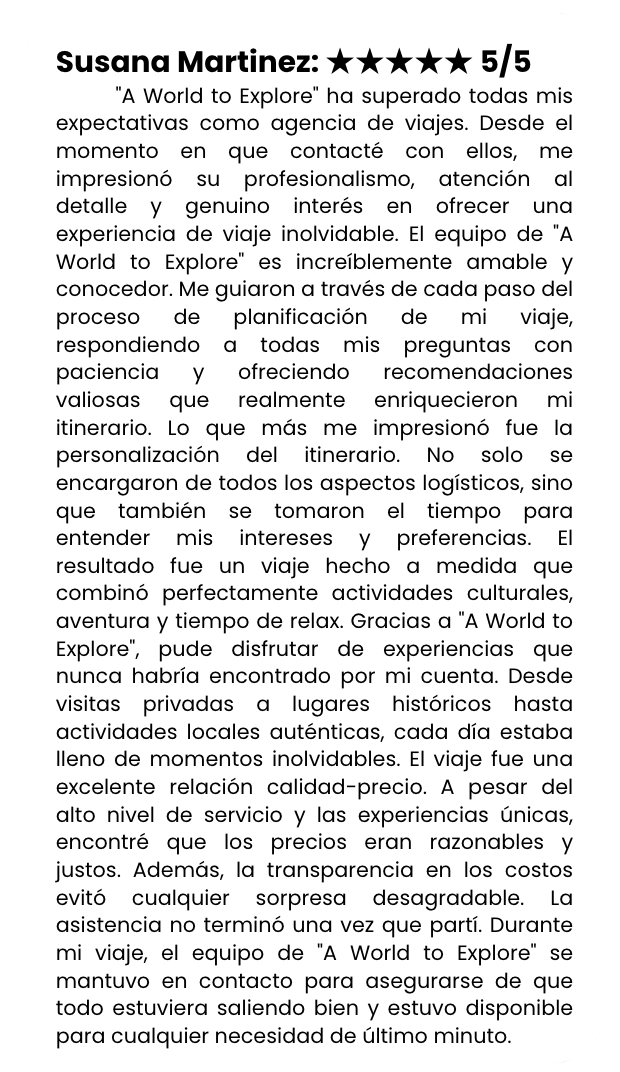 Susana Martinez: ★★★★★ 5/5
"A World to Explore" ha superado todas mis
expectativas como agencia de viajes. Desde el
momento en que contacté con ellos, me
impresionó su profesionalismo, atención al
detalle y genuino interés en ofrecer una
experiencia de viaje inolvidable. El equipo de "A
World to Explore" es increíblemente amable y
conocedor. Me guiaron a través de cada paso del
proceso de planificación de mi viaje,
respondiendo a todas mis preguntas con
paciencia y ofreciendo recomendaciones
valiosas que realmente enriquecieron mi
itinerario. Lo que más me impresionó fue la
personalización del itinerario. No solo se
encargaron de todos los aspectos logísticos, sino
que también se tomaron el tiempo para
entender mis intereses y preferencias. El
resultado fue un viaje hecho a medida que
combinó perfectamente actividades culturales,
aventura y tiempo de relax. Gracias a "A World to
Explore", pude disfrutar de experiencias que
nunca habría encontrado por mi cuenta. Desde
visitas privadas a lugares históricos hasta
actividades locales auténticas, cada día estaba
lleno de momentos inolvidables. El viaje fue una
excelente relación calidad-precio. A pesar del
alto nivel de servicio y las experiencias únicas,
encontré que los precios eran razonables y
justos. Además, la transparencia en los costos
evitó cualquier sorpresa desagradable. La
asistencia no terminó una vez que partí. Durante
mi viaje, el equipo de "A World to Explore" se
mantuvo en contacto para asegurarse de que
todo estuviera saliendo bien y estuvo disponible
para cualquier necesidad de último minuto.